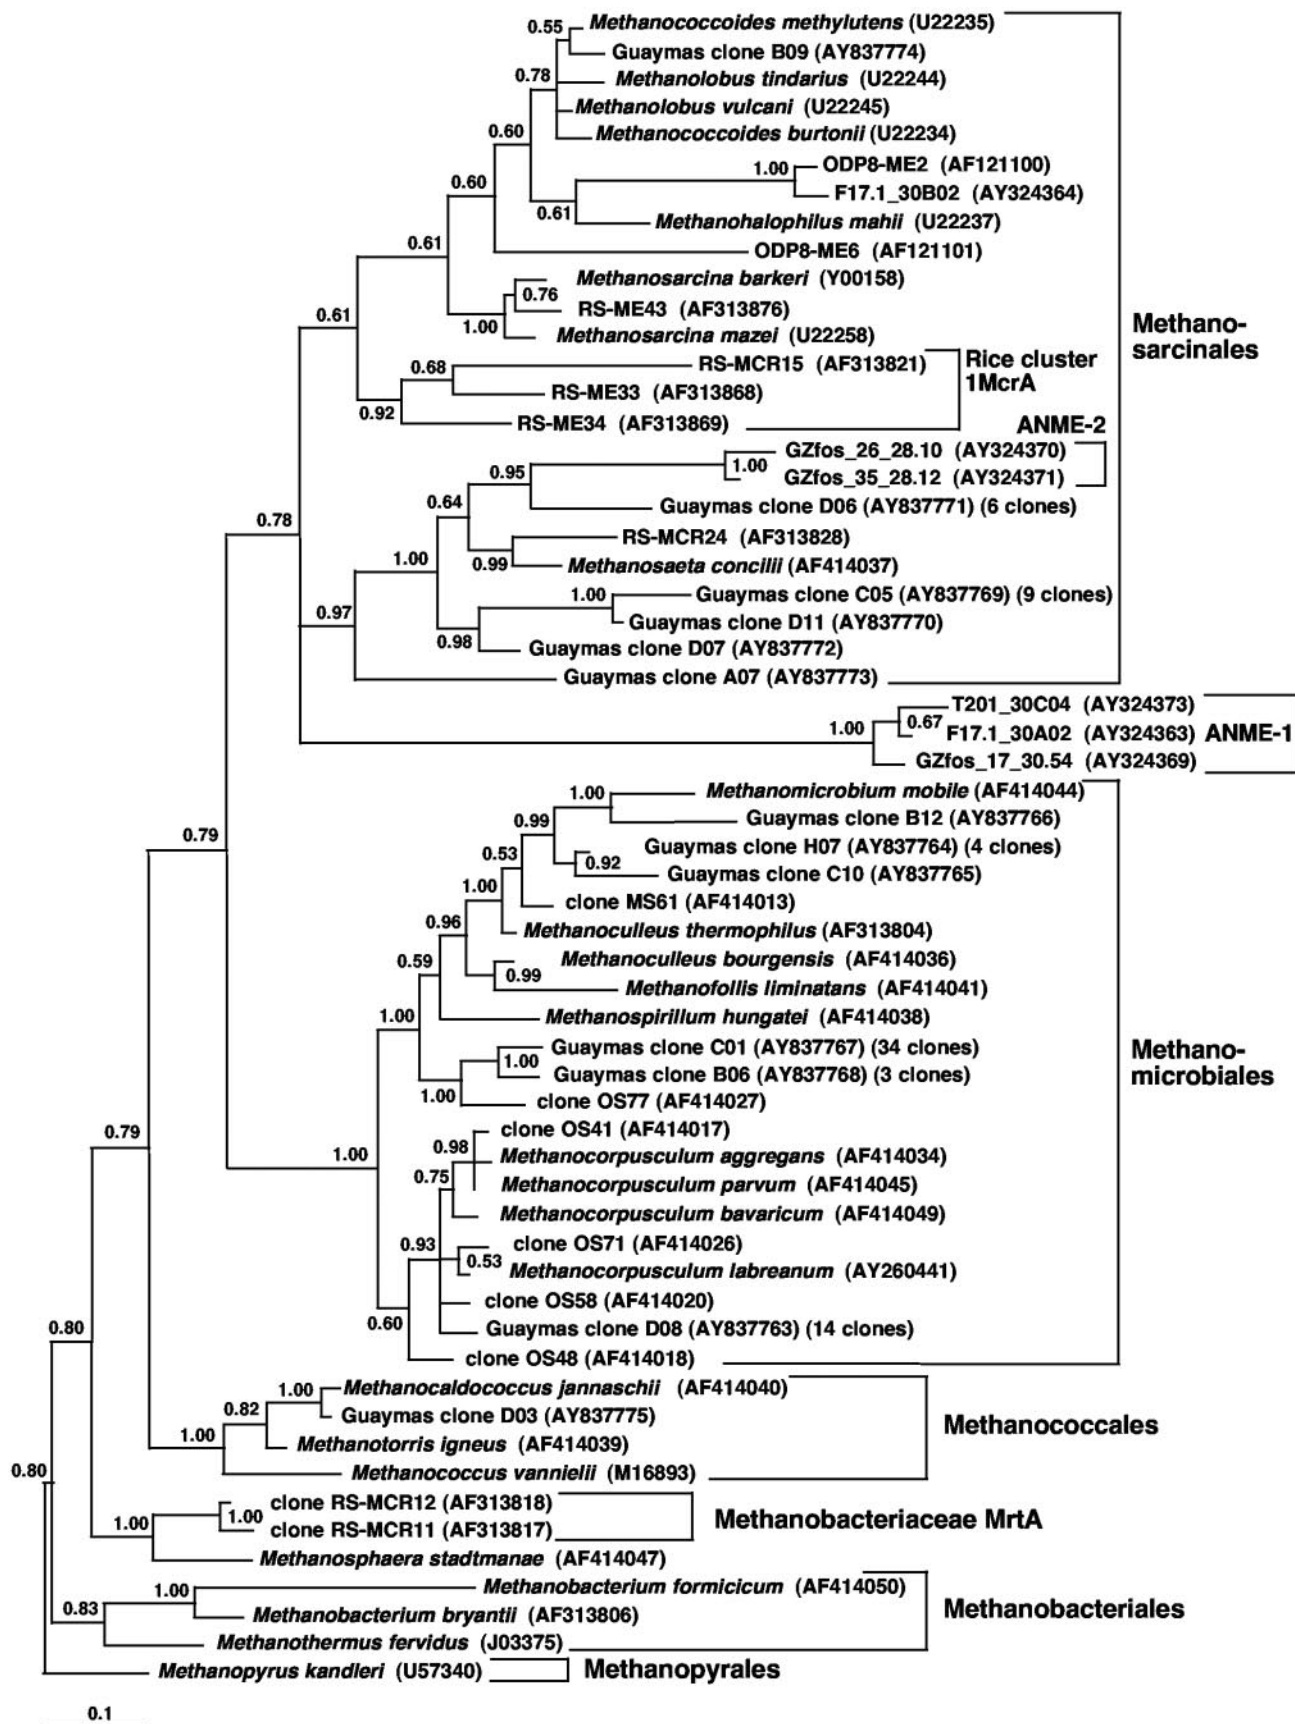 0.55
Methanococcoides methylutens (U22235)
Guaymas clone B09 (AY837774)
0.78
Methanolobus tindarius (U22244)
Methanolobus vulcani (U22245)
0.60
Methanococcoides burtonii (U22234)
1.00
ODP8-ME2 (AF121100)
0.60
F17.1_30B02 (AY324364)
0.61
Methanohalophilus mahii (U22237)
0.61
ODP8-ME6 (AF121101)
Methanosarcina barkeri (Y00158)
0.76
RS-ME43 (AF313876)
1.00
Methanosarcina mazei (U22258)
0.61
Methano-
sarcinales
0.68
RS-MCR15 (AF313821)
Rice cluster
1McrA
RS-ME33 (AF313868)
0.92
RS-ME34 (AF313869)
ANME-2
GZfos_26_28.10 (AY324370)
1.00
0.95
GZfos_35_28.12 (AY324371)
0.64
Guaymas clone D06 (AY837771) (6 clones)
0.78
RS-MCR24 (AF313828)
1.00
0.99
Methanosaeta concilii (AF414037)
1.00
Guaymas clone C05 (AY837769) (9 clones)
0.97
Guaymas clone D11 (AY837770)
0.98
Guaymas clone D07 (AY837772)
Guaymas clone A07 (AY837773)
T201_30C04 (AY324373)
1.00
0.67
F17.1_30A02 (AY324363)
ANME-1
GZfos_17_30.54 (AY324369)
1.00
Methanomicrobium mobile (AF414044)
0.99
Guaymas clone B12 (AY837766)
0.79
0.53
Guaymas clone H07 (AY837764) (4 clones)
0.92
Guaymas clone C10 (AY837765)
1.00
clone MS61 (AF414013)
0.96
Methanoculleus thermophilus (AF313804)
0.59
Methanoculleus bourgensis (AF414036)
0.99
Methanofollis liminatans (AF414041)
1.00
Methanospirillum hungatei (AF414038)
Guaymas clone C01 (AY837767) (34 clones)
Methano-
microbiales
1.00
Guaymas clone B06 (AY837768) (3 clones)
1.00
clone OS77 (AF414027)
0.79
clone OS41 (AF414017)
0.98
1.00
Methanocorpusculum aggregans (AF414034)
0.75
Methanocorpusculum parvum (AF414045)
Methanocorpusculum bavaricum (AF414049)
0.93
clone OS71 (AF414026)
0.53
Methanocorpusculum labreanum (AY260441)
clone OS58 (AF414020)
0.60
Guaymas clone D08 (AY837763) (14 clones)
0.80
clone OS48 (AF414018)
1.00
Methanocaldococcus jannaschii (AF414040)
0.82
Guaymas clone D03 (AY837775)
Methanococcales
1.00
Methanotorris igneus (AF414039)
0.80
Methanococcus vannielii (M16893)
clone RS-MCR12 (AF313818)
1.00
1.00
Methanobacteriaceae MrtA
clone RS-MCR11 (AF313817)
Methanosphaera stadtmanae (AF414047)
1.00
Methanobacterium formicicum (AF414050)
0.83
Methanobacteriales
Methanobacterium bryantii (AF313806)
Methanothermus fervidus (J03375)
Methanopyrus kandleri (U57340)
Methanopyrales
0.1